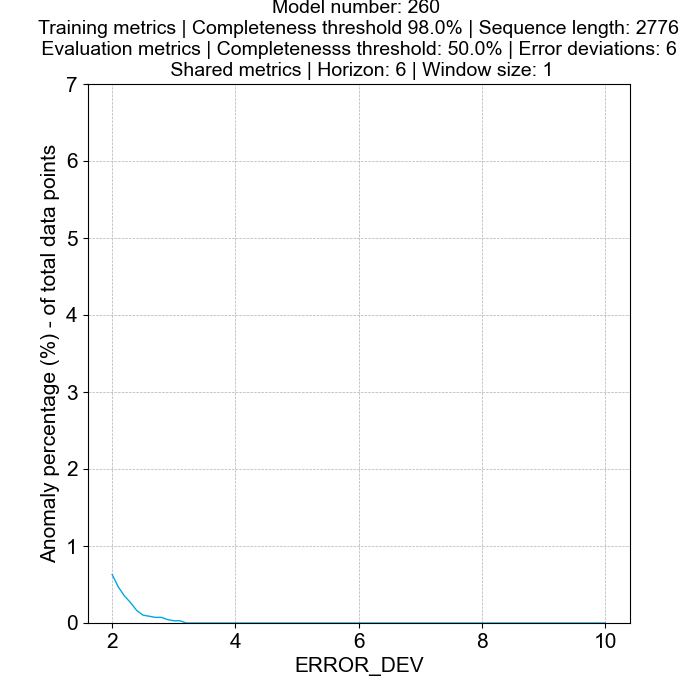 Model number: 260
Training metrics | Completeness threshold 98.0% | Sequence length: 2776
Evaluation metrics | Completenesss threshold: 50.0% | Error deviations: 6
Shared metrics | Horizon: 6 | Window size: 1
Anomaly percentage (%) - of total data points
7
6
5
4
3
2
1
0
2 4 6 8 10
ERROR_DEV